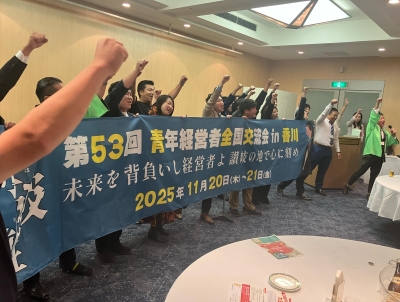 第53回 青年経営者全国交流会 in 香川
未来を背負いし経営者よ 讃岐の地で心に刻め
2025年11月20日(木)～21日(金)